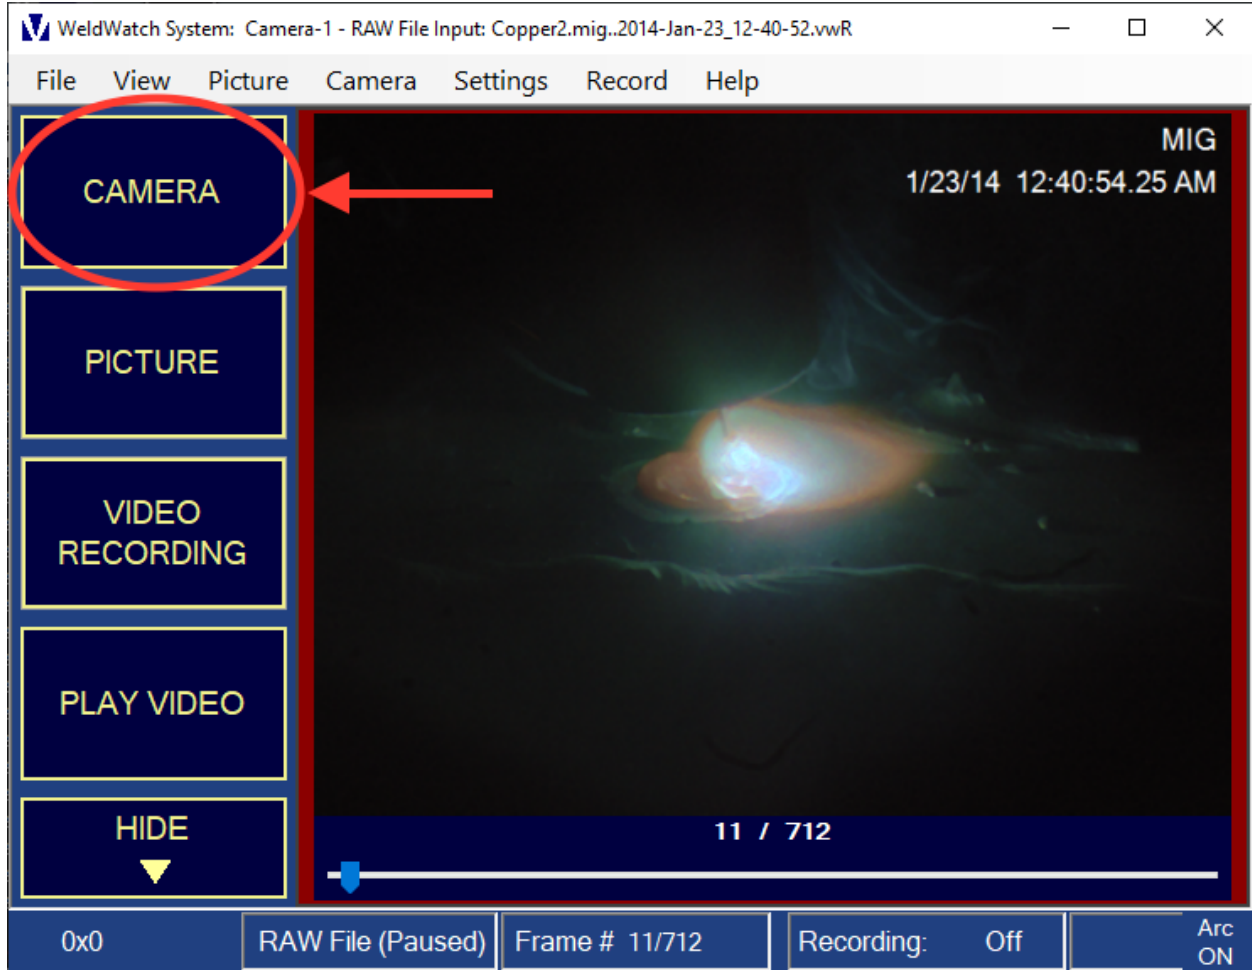 WeldWatch System: Camera-1 - RAW File Input: Copper2.mig..2014-Jan-23_12-40-52.vwR
File View Picture Camera Settings Record Help
CAMERA
PICTURE
VIDEO
RECORDING
PLAY VIDEO
HIDE
MIG
1/23/14 12:40:54.25 AM
11 / 712
0x0
RAW File (Paused)
Frame # 11/712
Recording: Off
Arc
ON